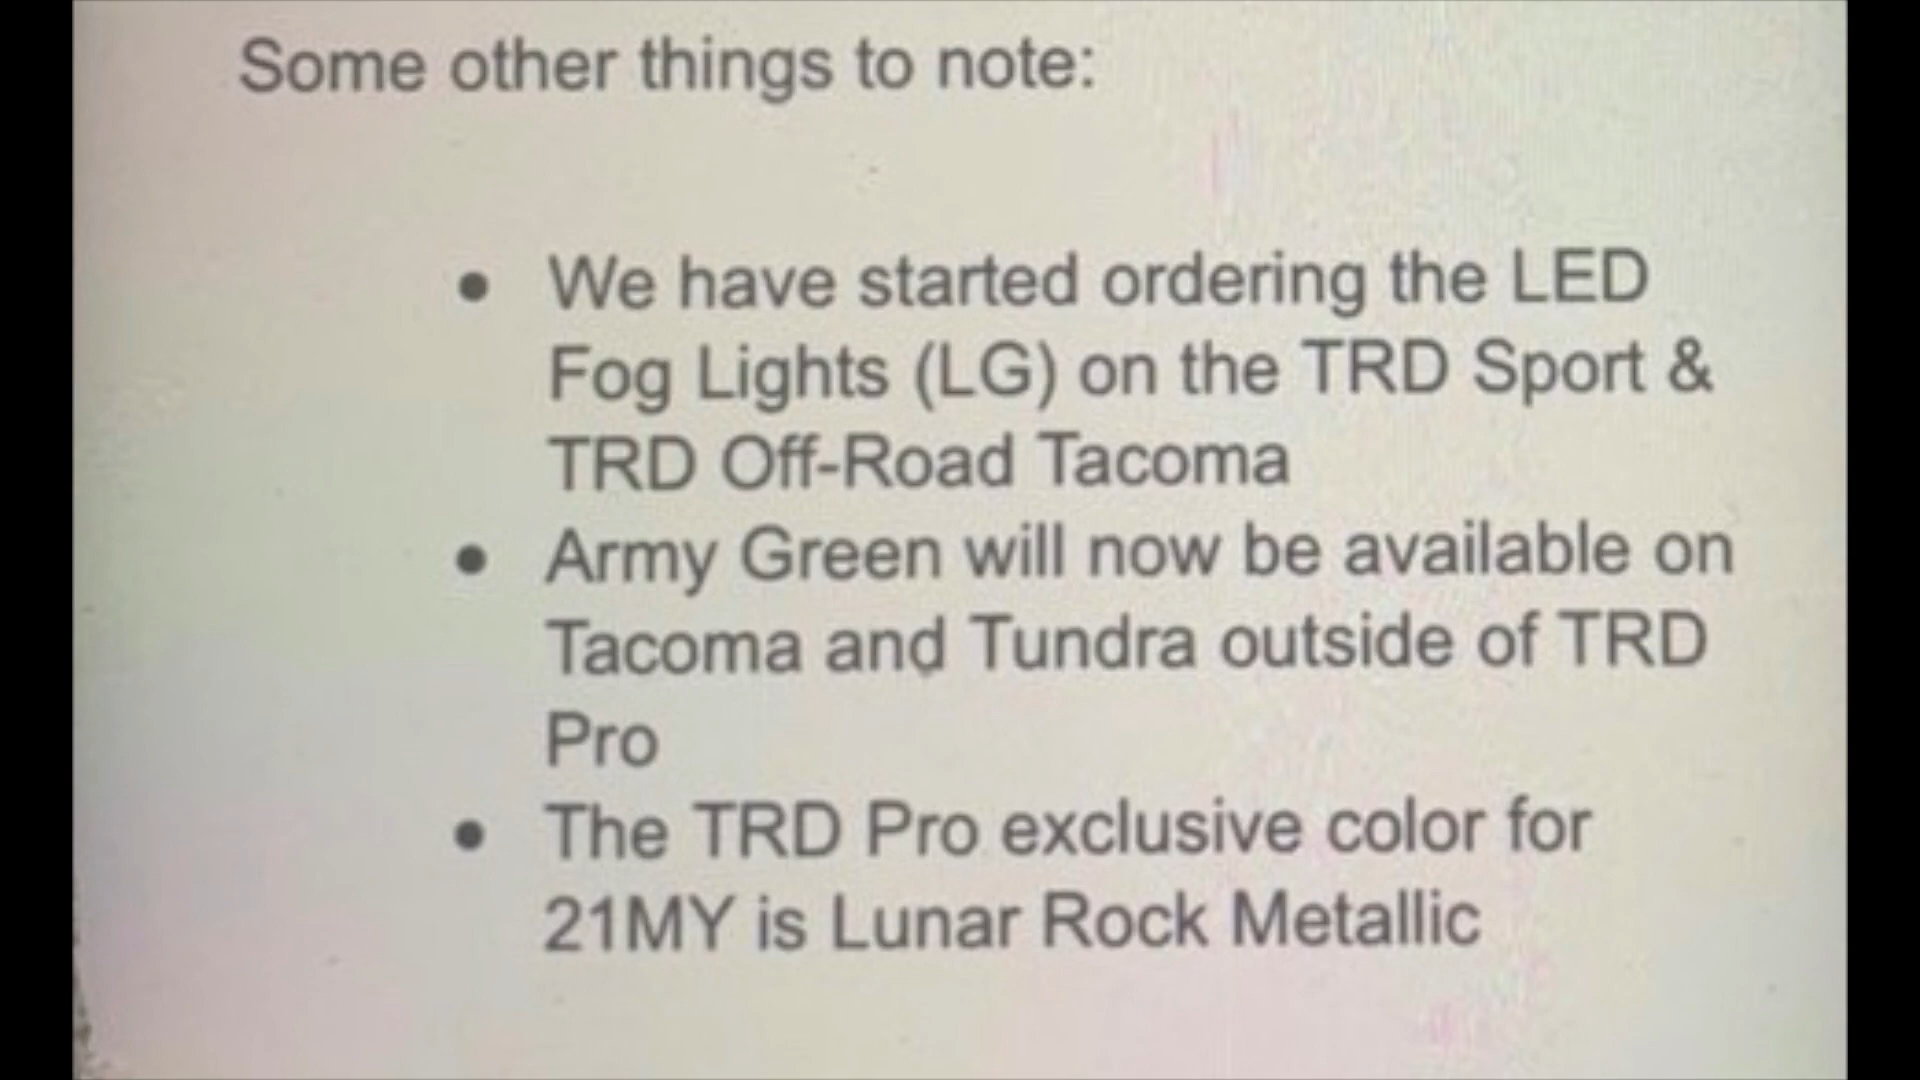 Some other things to note:
• We have started ordering the LED
Fog Lights (LG) on the TRD Sport &
TRD Off-Road Tacoma
• Army Green will now be available on
Tacoma and Tundra outside of TRD
Pro
• The TRD Pro exclusive color for
21MY is Lunar Rock Metallic